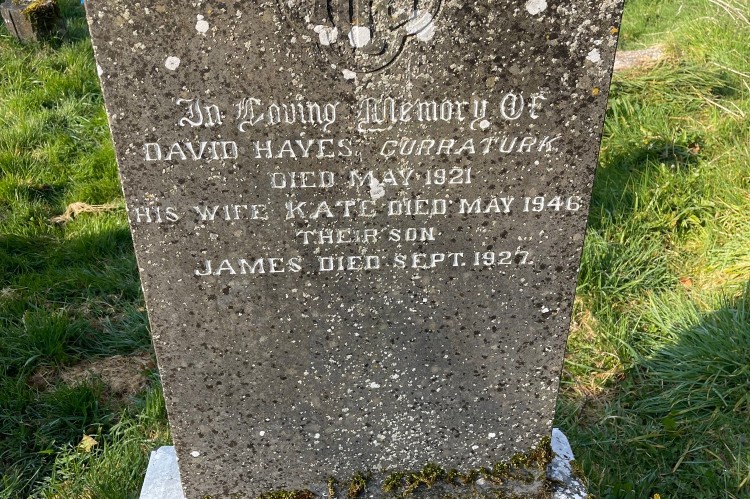 In Loving Memory Of
DAVID HAYES, CURRATURK
DIED MAY 1921
HIS WIFE KATE DIED MAY 1946
THEIR SON
JAMES DIED SEPT. 1927.